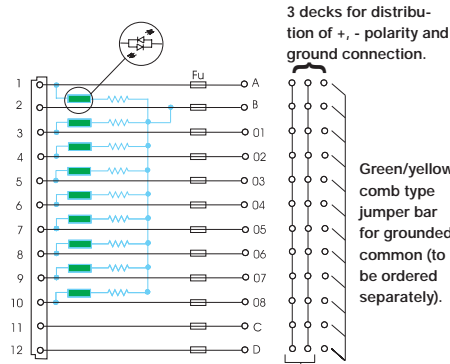 3 decks for distribu-
tion of +, - polarity and
ground connection.
Fu
1 A
2 B
3 01
4 02
5 03
6 04
7 05
8 06
9 07
10 08
11 C
12 D
Green/yellow
comb type
jumper bar
for grounded
common (to
be ordered
separately).